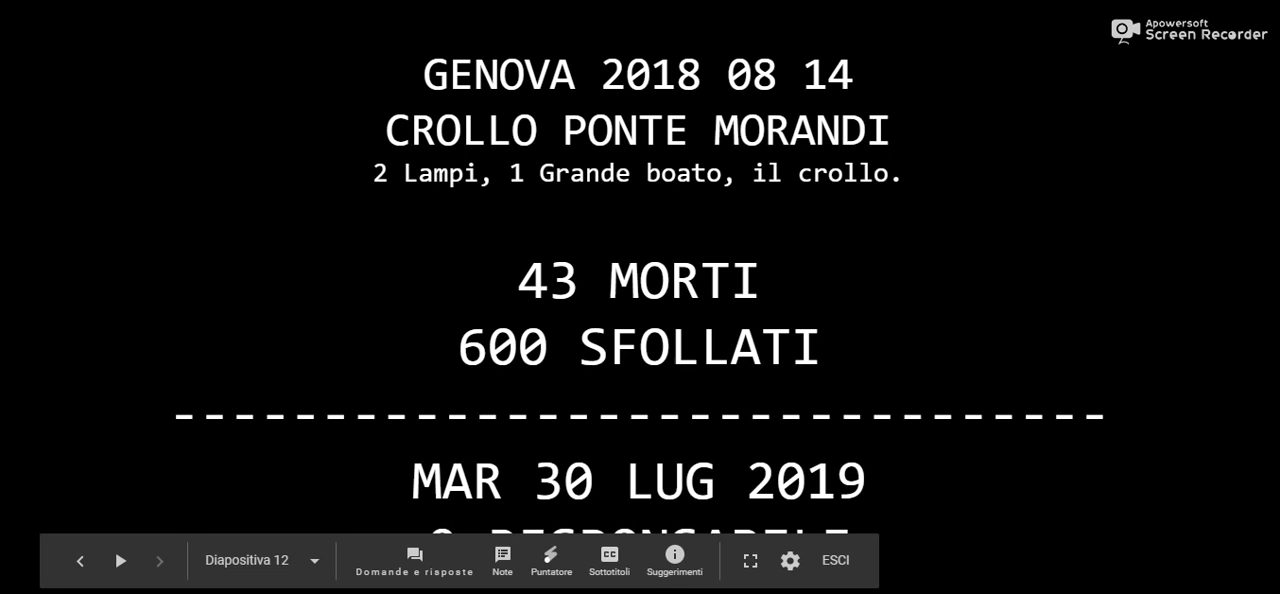 Apowersoft
Screen Recorder
GENOVA 2018 08 14
CROLLO PONTE MORANDI
2 Lampi, 1 Grande boato, il crollo.
43 MORTI
600 SFOLLATI
-------------------------------
MAR 30 LUG 2019
Diapositiva 12
Domande e risposte
Note
Puntatore
CC
Sottotitoli
Suggerimenti
ESCI